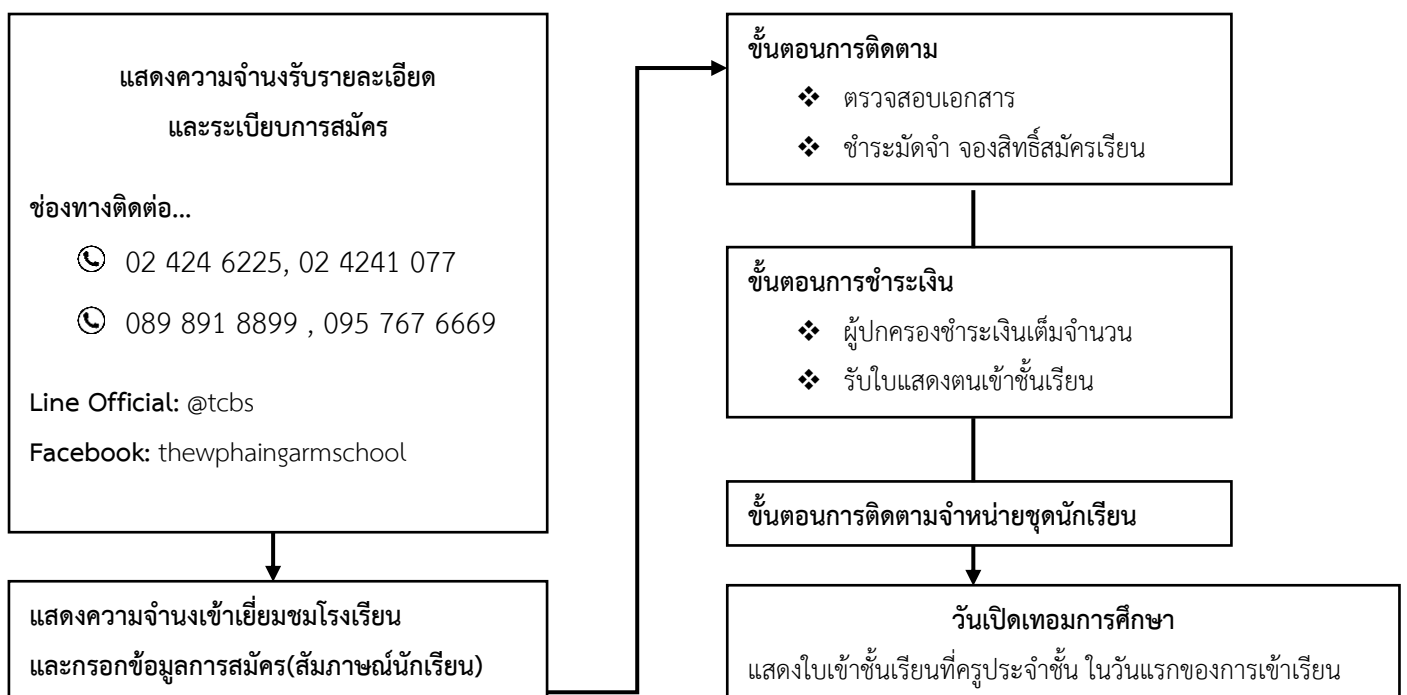 แสดงความจำนงรับรายละเอียด
และระเบียบการสมัคร
ช่องทางติดต่อ...
02 424 6225, 02 4241 077
089 891 8899 , 095 767 6669
Line Official: @tcbs
Facebook: thewphaingarmschool
แสดงความจำนงเข้าเยี่ยมชมโรงเรียน
และกรอกข้อมูลการสมัคร(สัมภาษณ์นักเรียน)
ขั้นตอนการติดตาม
❖ ตรวจสอบเอกสาร
❖ ชำระมัดจำ จองสิทธิ์สมัครเรียน
ขั้นตอนการชำระเงิน
❖ ผู้ปกครองชำระเงินเต็มจำนวน
❖ รับใบแสดงตนเข้าชั้นเรียน
ขั้นตอนการติดตามจำหน่ายชุดนักเรียน
วันเปิดเทอมการศึกษา
แสดงใบเข้าชั้นเรียนที่ครูประจำชั้น ในวันแรกของการเข้าเรียน